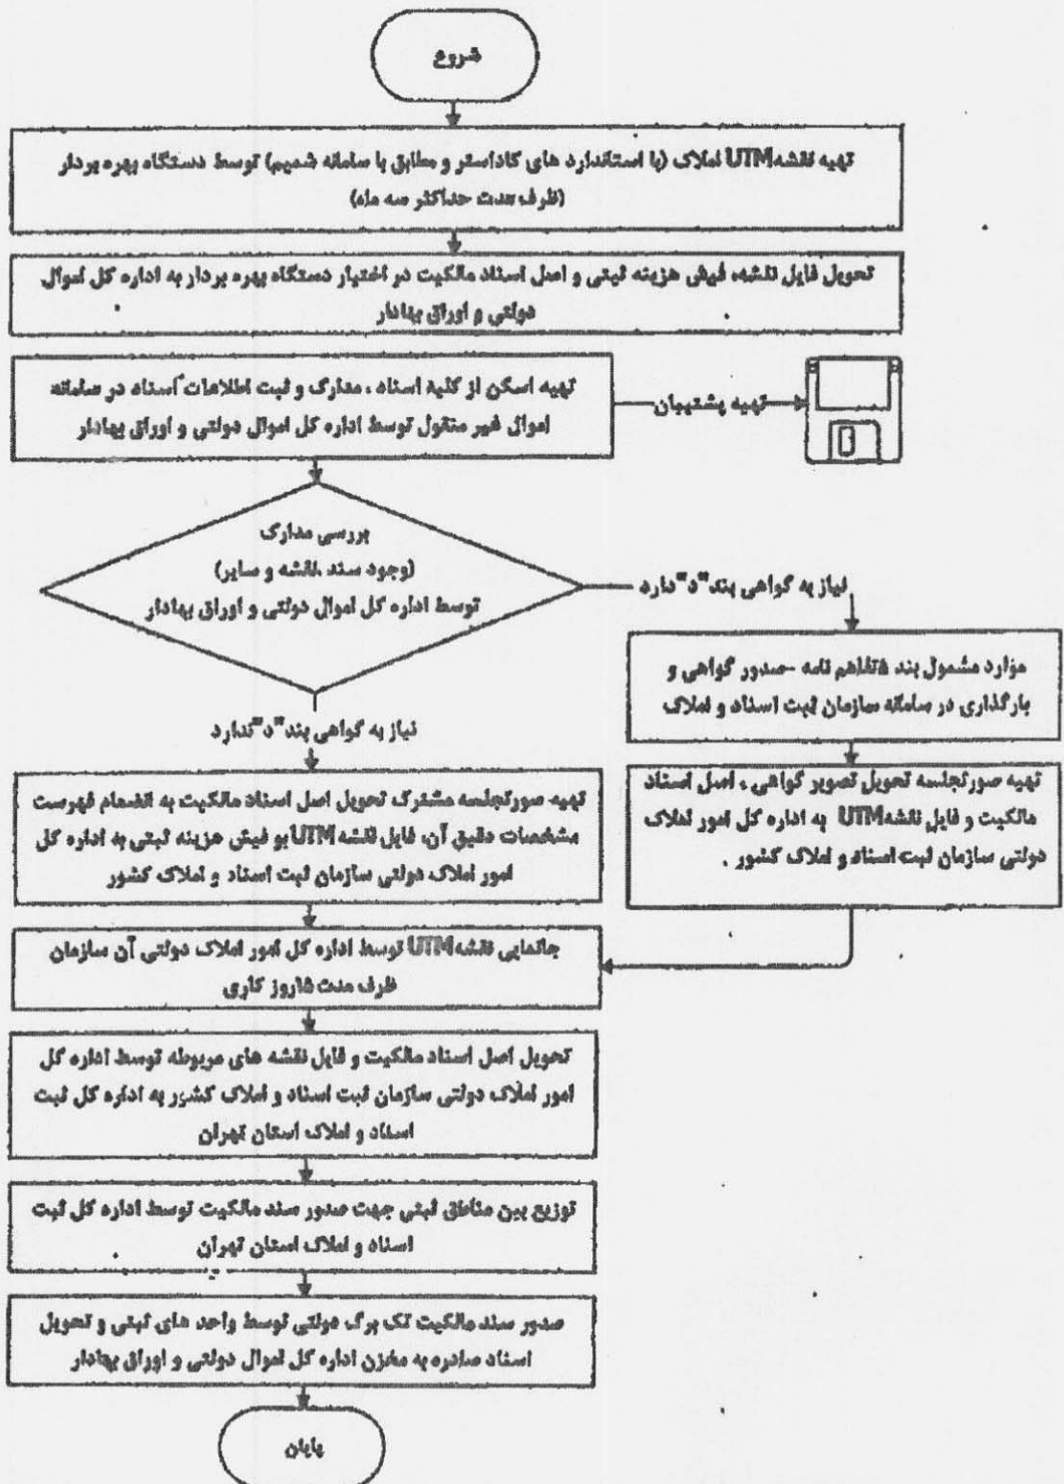 شروع
تهیه نقشه UTM املاک (با استاندارد های کاداستر و مطابق با سامانه شمیم) توسط دستگاه بهره بردار
(ظرف مدت حداکثر سه ماه)
تحویل فایل نقشه، فیش هزینه ثبتی و اصل اسناد مالکیت در اختیار دستگاه بهره بردار به اداره کل اموال
دولتی و اوراق بهادار
تهیه اسکن از کلیه اسناد ، مدارک و ثبت اطلاعات اسناد در سامانه
اموال غیر منقول توسط اداره کل اموال دولتی و اوراق بهادار
تهیه پشتیبان
بررسی مدارک
(وجود سند ،نقشه و سایر)
توسط اداره کل اموال دولتی و اوراق بهادار
نیاز به گواهی بند"د"دارد
موارد مشمول بند ۵تفاهم نامه -صدور گواهی و
بارگذاری در سامانه سازمان ثبت اسناد و املاک
تهیه صورتجلسه تحویل تصویر گواهی ، اصل اسناد
مالکیت و فایل نقشه UTM به اداره کل امور املاک
دولتی سازمان ثبت اسناد و املاک کشور .
نیاز به گواهی بند"د"ندارد
تهیه صورتجلسه مشترک تحویل اصل اسناد مالکیت به انضمام فهرست
مشخصات دقیق آن، فایل نقشه UTM و فیش هزینه ثبتی به اداره کل
امور املاک دولتی سازمان ثبت اسناد و املاک کشور
جانمایی نقشه UTM توسط اداره کل امور املاک دولتی آن سازمان
ظرف مدت ۱۵روز کاری
تحویل اصل اسناد مالکیت و فایل نقشه های مربوطه توسط اداره کل
امور املاک دولتی سازمان ثبت اسناد و املاک کشور به اداره کل ثبت
اسناد و املاک استان تهران
توزیع بین مناطق ثبتی جهت صدور سند مالکیت توسط اداره کل ثبت
اسناد و املاک استان تهران
صدور سند مالکیت تک برگ دولتی توسط واحد های ثبتی و تحویل
اسناد صادره به مخزن اداره کل اموال دولتی و اوراق بهادار
پایان